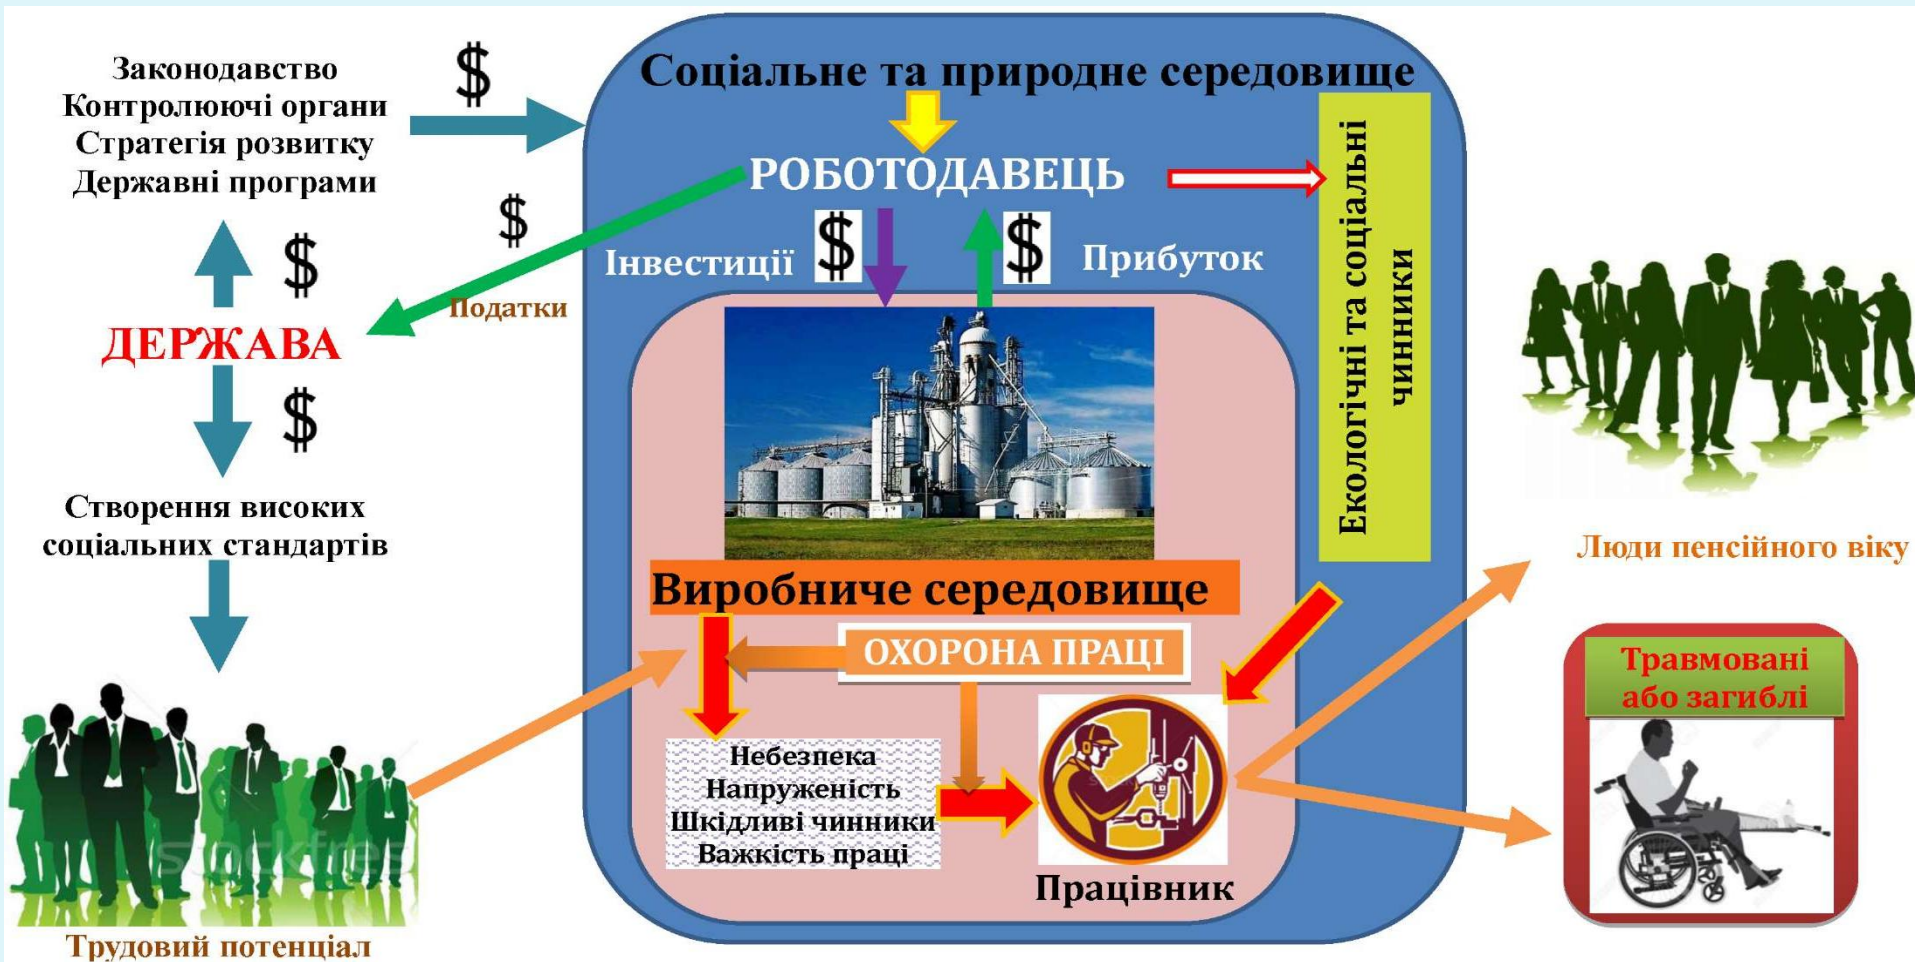 Законодавство
Контролюючі органи
Стратегія розвитку
Державні програми
$
$
ДЕРЖАВА
$
Створення високих
соціальних стандартів
Трудовий потенціал
$
Податки
Соціальне та природне середовище
РОБОТОДАВЕЦЬ
Інвестиції
$
$
Прибуток
Екологічні та соціальні
чинники
Виробниче середовище
ОХОРОНА ПРАЦІ
Небезпека
Напруженість
Шкідливі чинники
Важкість праці
Працівник
Люди пенсійного віку
Травмовані
або загиблі